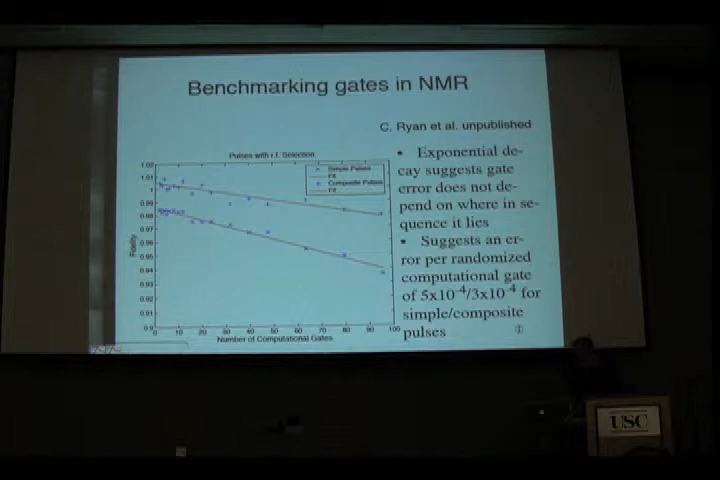 Benchmarking gates in NMR
C. Ryan et al. unpublished
Pulses with r.f. Selection
Simple Pulses
Fit
Composite Pulses
Fit
1.02
1.01
1
0.99
0.98
0.97
0.96
0.95
0.94
0.93
0.92
0.91
0.9
Fidelity
0 10 20 30 40 50 60 70 80 90 100
Number of Computational Gates
• Exponential de-
cay suggests gate
error does not de-
pend on where in se-
quence it lies
• Suggests an er-
ror per randomized
computational gate
of 5x10⁻⁴/3x10⁻⁴ for
simple/composite
pulses
USC